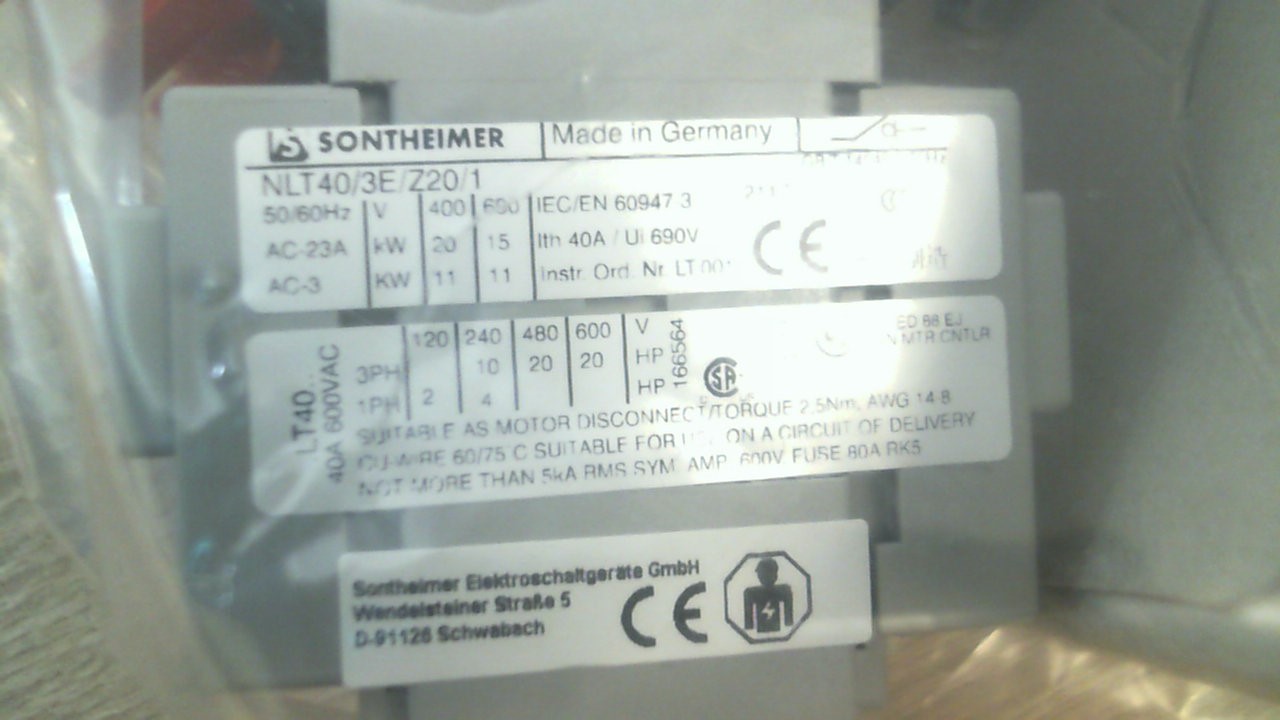 SONTHEIMER Made in Germany
NLT40/3E/Z20/1
50/60Hz V 400 690 IEC/EN 60947 3
AC-23A kW 20 15 Ith 40A / Ui 690V CE
AC-3 KW 11 11 Instr. Ord. Nr. LT 001
LT40..
40A 600VAC
120 240 480 600 V
3PH 10 20 20 HP
1PH 2 4 HP
166564
MTR CNTLR
SUITABLE AS MOTOR DISCONNECT/TORQUE 2.5Nm, AWG 14-8
CU-WIRE 60/75 C SUITABLE FOR USE ON A CIRCUIT OF DELIVERY
NOT MORE THAN 5kA RMS SYM. AMP. 600V FUSE 80A RK5
Sontheimer Elektroschaltgeräte GmbH
Wendelsteiner Straße 5
D-91126 Schwabach
CE